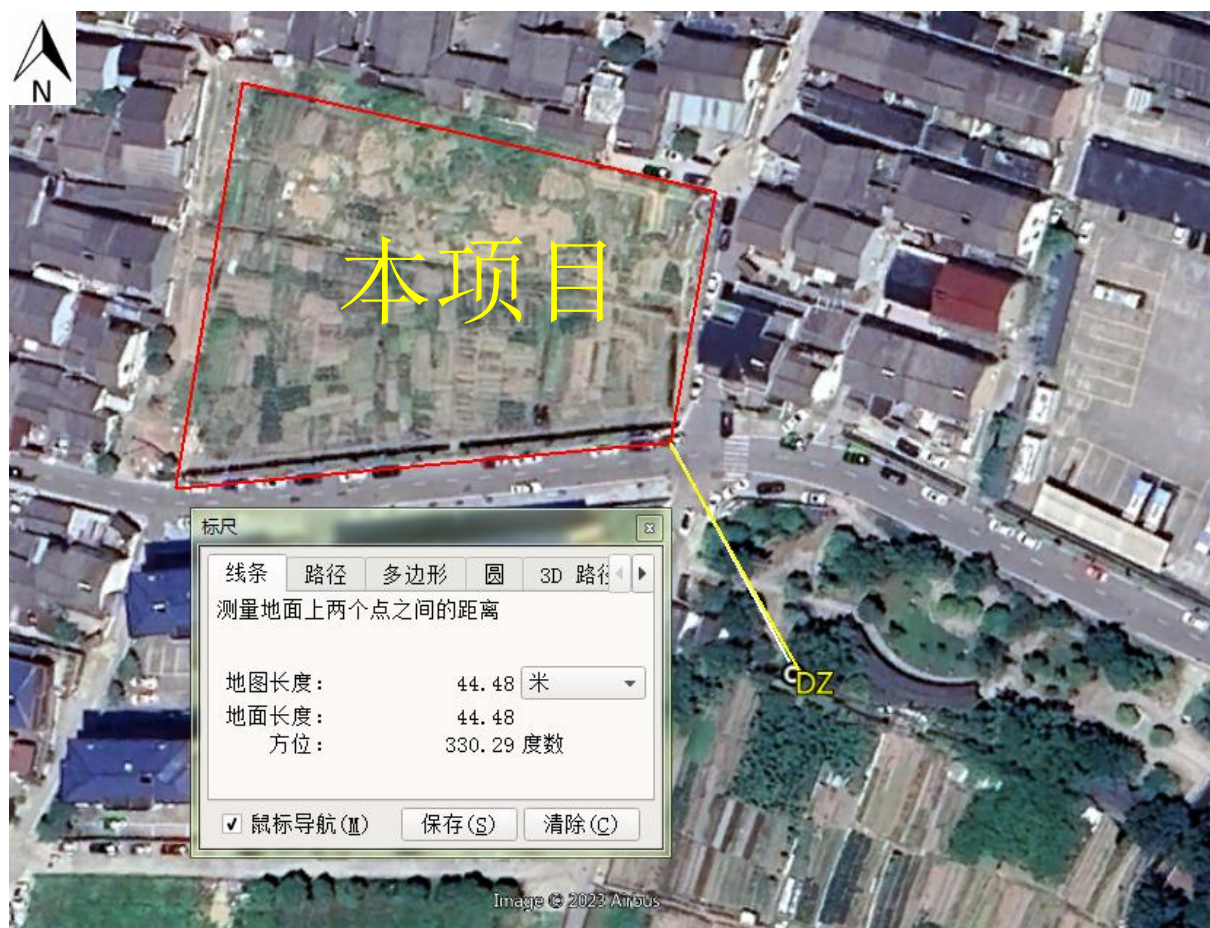 N
本项目
标尺
线条 路径 多边形 圆 3D 路径
测量地面上两个点之间的距离
地图长度: 44.48 米
地面长度: 44.48
方位: 330.29 度数
鼠标导航(M) 保存(S) 清除(C)
DZ
Image © 2023 Airbus